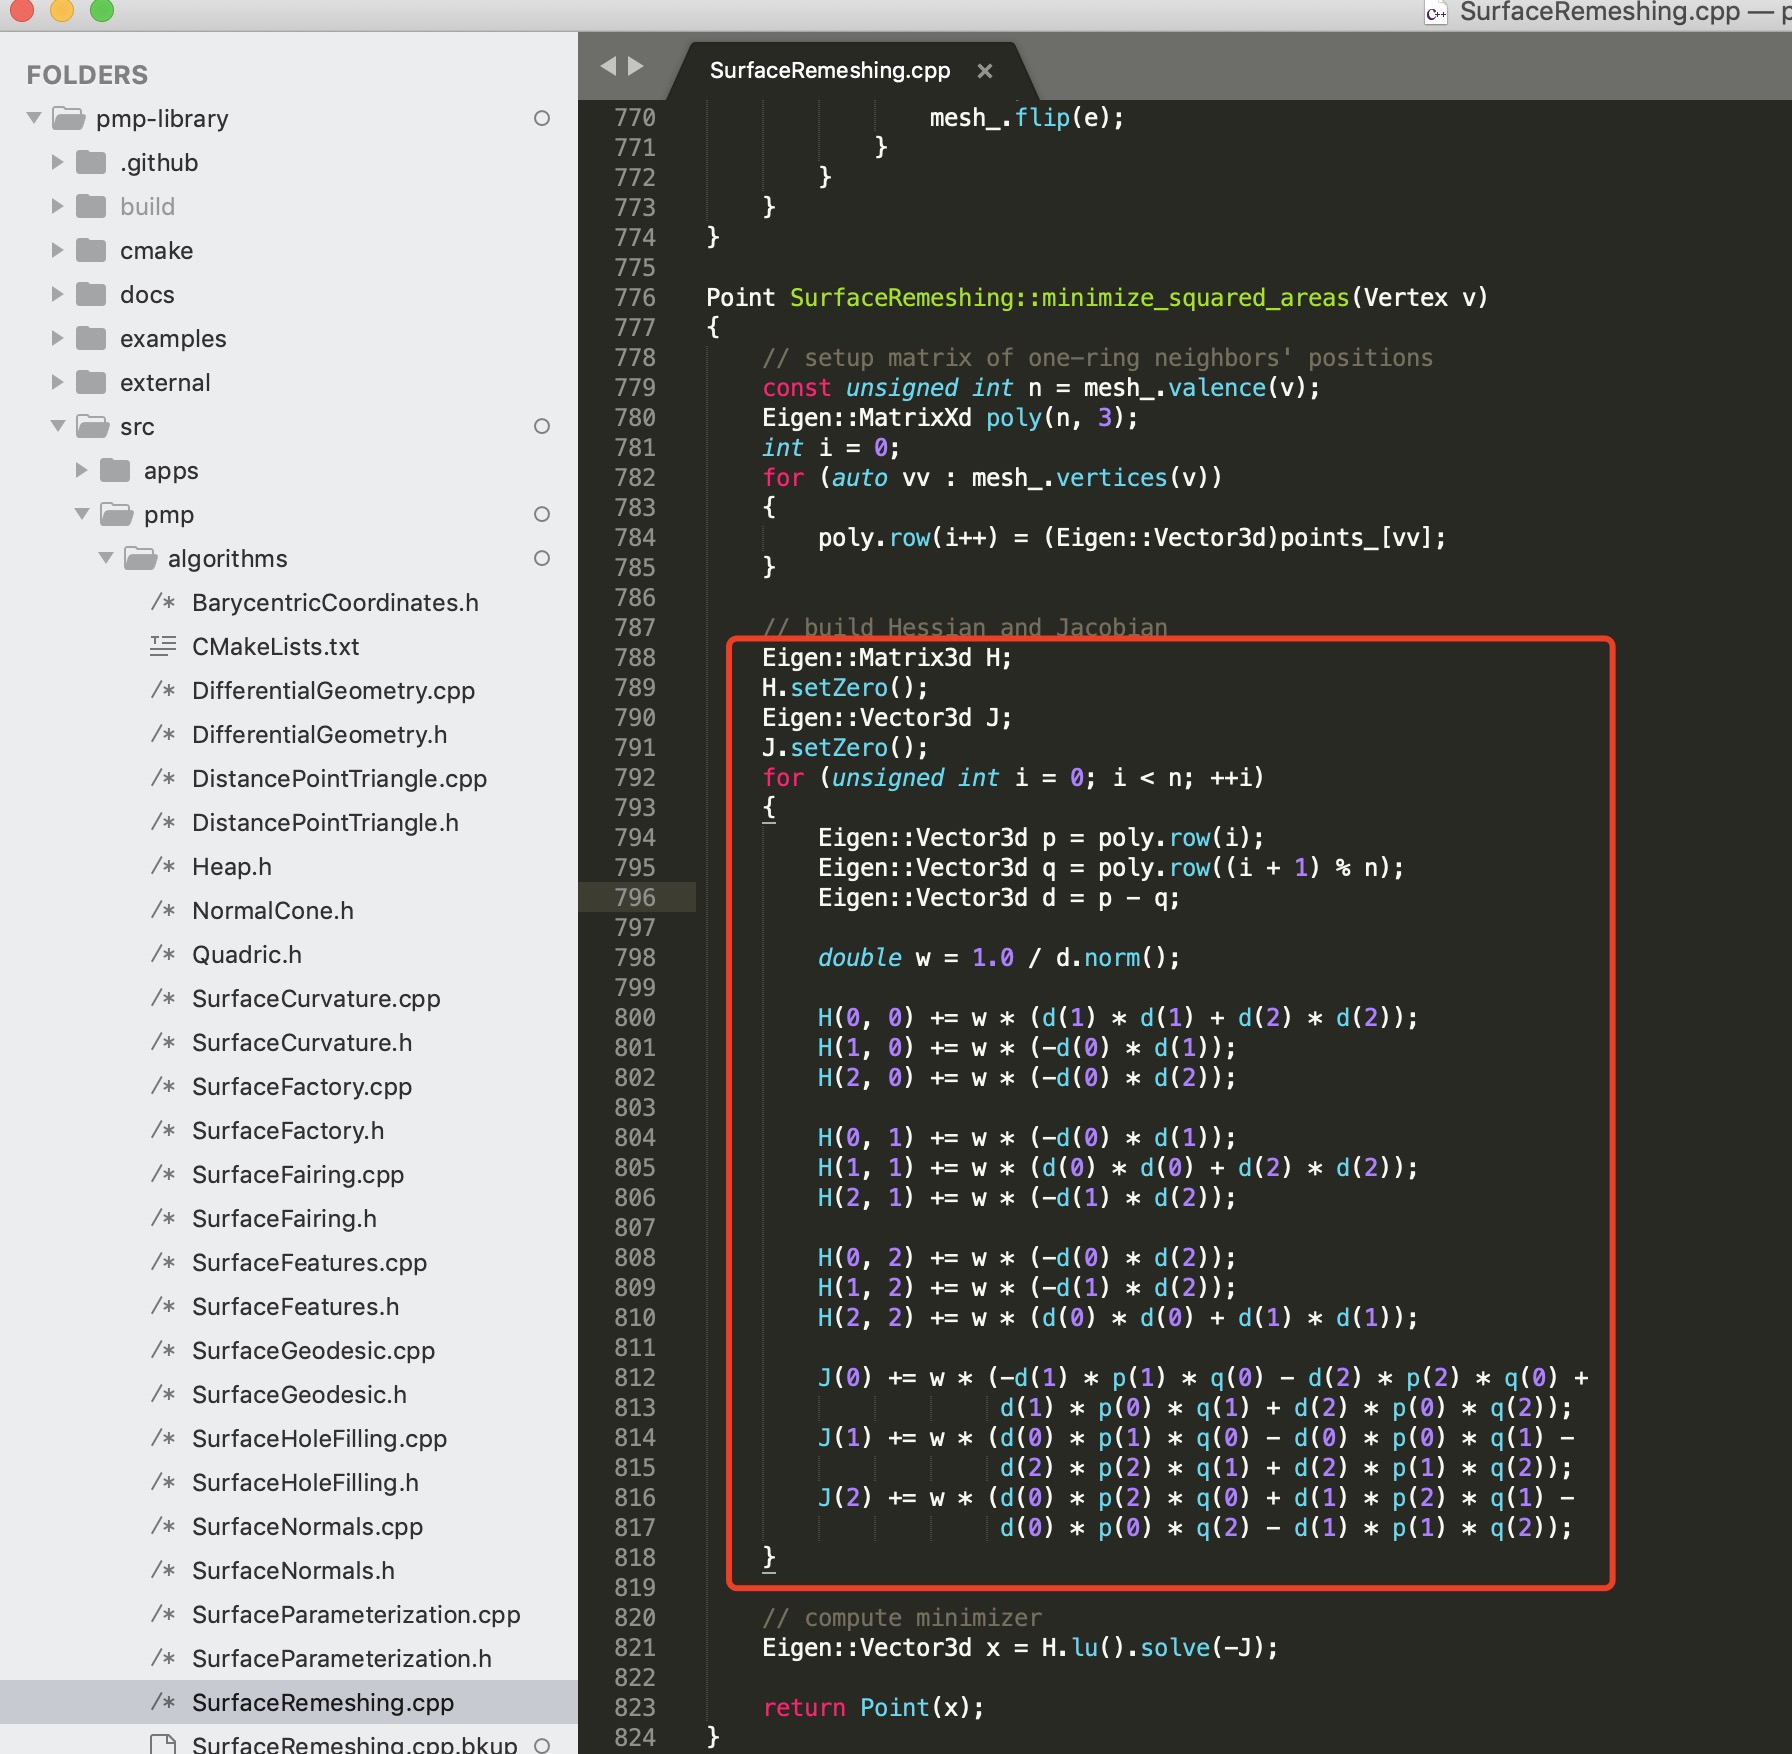 SurfaceRemeshing.cpp — p
FOLDERS
pmp-library
.github
build
cmake
docs
examples
external
src
apps
pmp
algorithms
/* BarycentricCoordinates.h
CMakeLists.txt
/* DifferentialGeometry.cpp
/* DifferentialGeometry.h
/* DistancePointTriangle.cpp
/* DistancePointTriangle.h
/* Heap.h
/* NormalCone.h
/* Quadric.h
/* SurfaceCurvature.cpp
/* SurfaceCurvature.h
/* SurfaceFactory.cpp
/* SurfaceFactory.h
/* SurfaceFairing.cpp
/* SurfaceFairing.h
/* SurfaceFeatures.cpp
/* SurfaceFeatures.h
/* SurfaceGeodesic.cpp
/* SurfaceGeodesic.h
/* SurfaceHoleFilling.cpp
/* SurfaceHoleFilling.h
/* SurfaceNormals.cpp
/* SurfaceNormals.h
/* SurfaceParameterization.cpp
/* SurfaceParameterization.h
/* SurfaceRemeshing.cpp
SurfaceRemeshing.cpp.bkup
SurfaceRemeshing.cpp ×
770 mesh_.flip(e);
771 }
772 }
773 }
774 }
775
776 Point SurfaceRemeshing::minimize_squared_areas(Vertex v)
777 {
778 // setup matrix of one-ring neighbors' positions
779 const unsigned int n = mesh_.valence(v);
780 Eigen::MatrixXd poly(n, 3);
781 int i = 0;
782 for (auto vv : mesh_.vertices(v))
783 {
784 poly.row(i++) = (Eigen::Vector3d)points_[vv];
785 }
786
787 // build Hessian and Jacobian
788 Eigen::Matrix3d H;
789 H.setZero();
790 Eigen::Vector3d J;
791 J.setZero();
792 for (unsigned int i = 0; i < n; ++i)
793 {
794 Eigen::Vector3d p = poly.row(i);
795 Eigen::Vector3d q = poly.row((i + 1) % n);
796 Eigen::Vector3d d = p - q;
797
798 double w = 1.0 / d.norm();
799
800 H(0, 0) += w * (d(1) * d(1) + d(2) * d(2));
801 H(1, 0) += w * (-d(0) * d(1));
802 H(2, 0) += w * (-d(0) * d(2));
803
804 H(0, 1) += w * (-d(0) * d(1));
805 H(1, 1) += w * (d(0) * d(0) + d(2) * d(2));
806 H(2, 1) += w * (-d(1) * d(2));
807
808 H(0, 2) += w * (-d(0) * d(2));
809 H(1, 2) += w * (-d(1) * d(2));
810 H(2, 2) += w * (d(0) * d(0) + d(1) * d(1));
811
812 J(0) += w * (-d(1) * p(1) * q(0) - d(2) * p(2) * q(0) +
813 d(1) * p(0) * q(1) + d(2) * p(0) * q(2));
814 J(1) += w * (d(0) * p(1) * q(0) - d(0) * p(0) * q(1) -
815 d(2) * p(2) * q(1) + d(2) * p(1) * q(2));
816 J(2) += w * (d(0) * p(2) * q(0) + d(1) * p(2) * q(1) -
817 d(0) * p(0) * q(2) - d(1) * p(1) * q(2));
818 }
819
820 // compute minimizer
821 Eigen::Vector3d x = H.lu().solve(-J);
822
823 return Point(x);
824 }